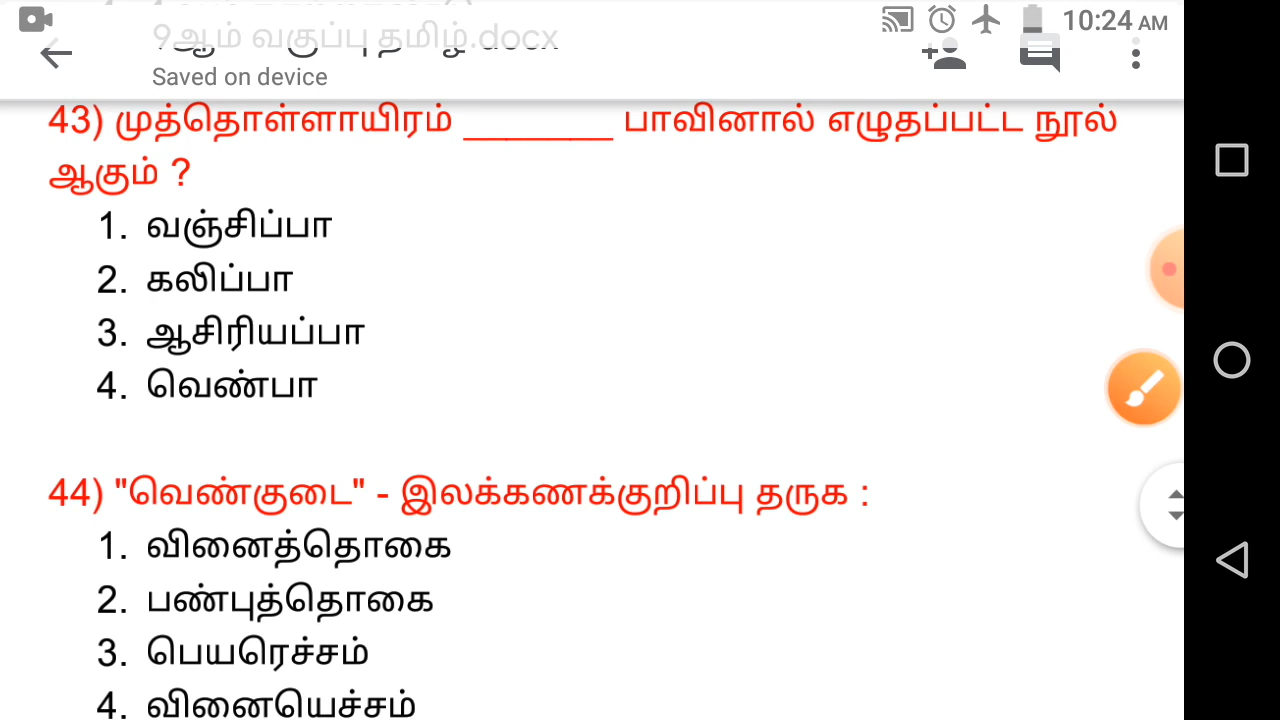 10:24 AM
9ஆம் வகுப்பு தமிழ்.docx
Saved on device
43) முத்தொள்ளாயிரம் _______ பாவினால் எழுதப்பட்ட நூல்
ஆகும் ?
1. வஞ்சிப்பா
2. கலிப்பா
3. ஆசிரியப்பா
4. வெண்பா
44) "வெண்குடை" - இலக்கணக்குறிப்பு தருக :
1. வினைத்தொகை
2. பண்புத்தொகை
3. பெயரெச்சம்
4. வினையெச்சம்